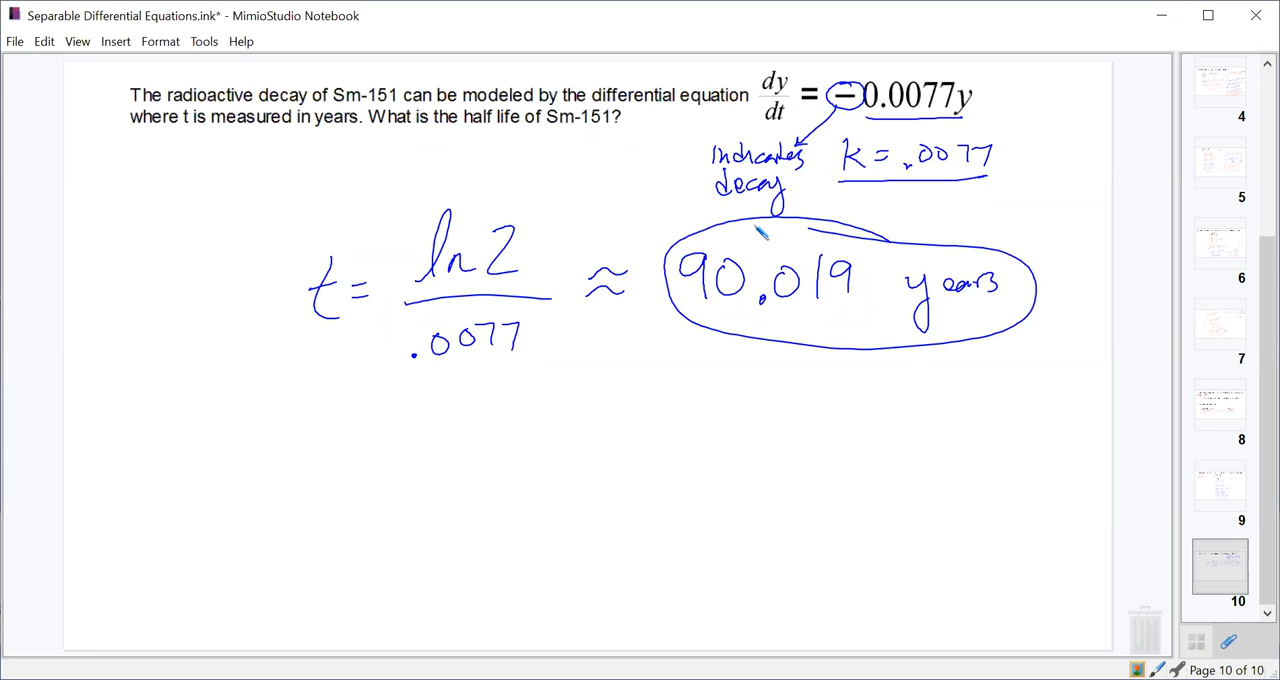 Separable Differential Equations.ink* - MimioStudio Notebook
File Edit View Insert Format Tools Help
The radioactive decay of Sm-151 can be modeled by the differential equation dy/dt = −0.0077y
where t is measured in years. What is the half life of Sm-151?
indicates decay
k = .0077
t = ln 2 / .0077 ≈ 90.019 years
4
5
6
7
8
9
10
Page 10 of 10